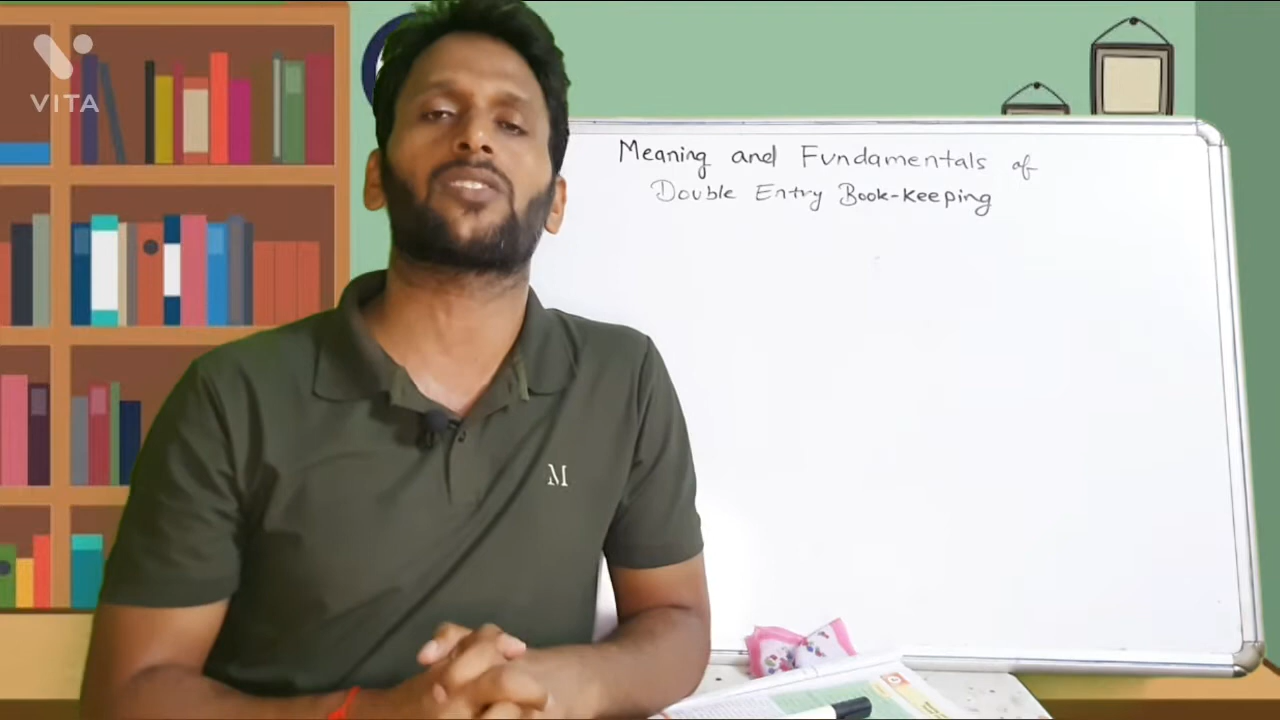 VITA
Meaning and Fundamentals of
Double Entry Book-Keeping
M